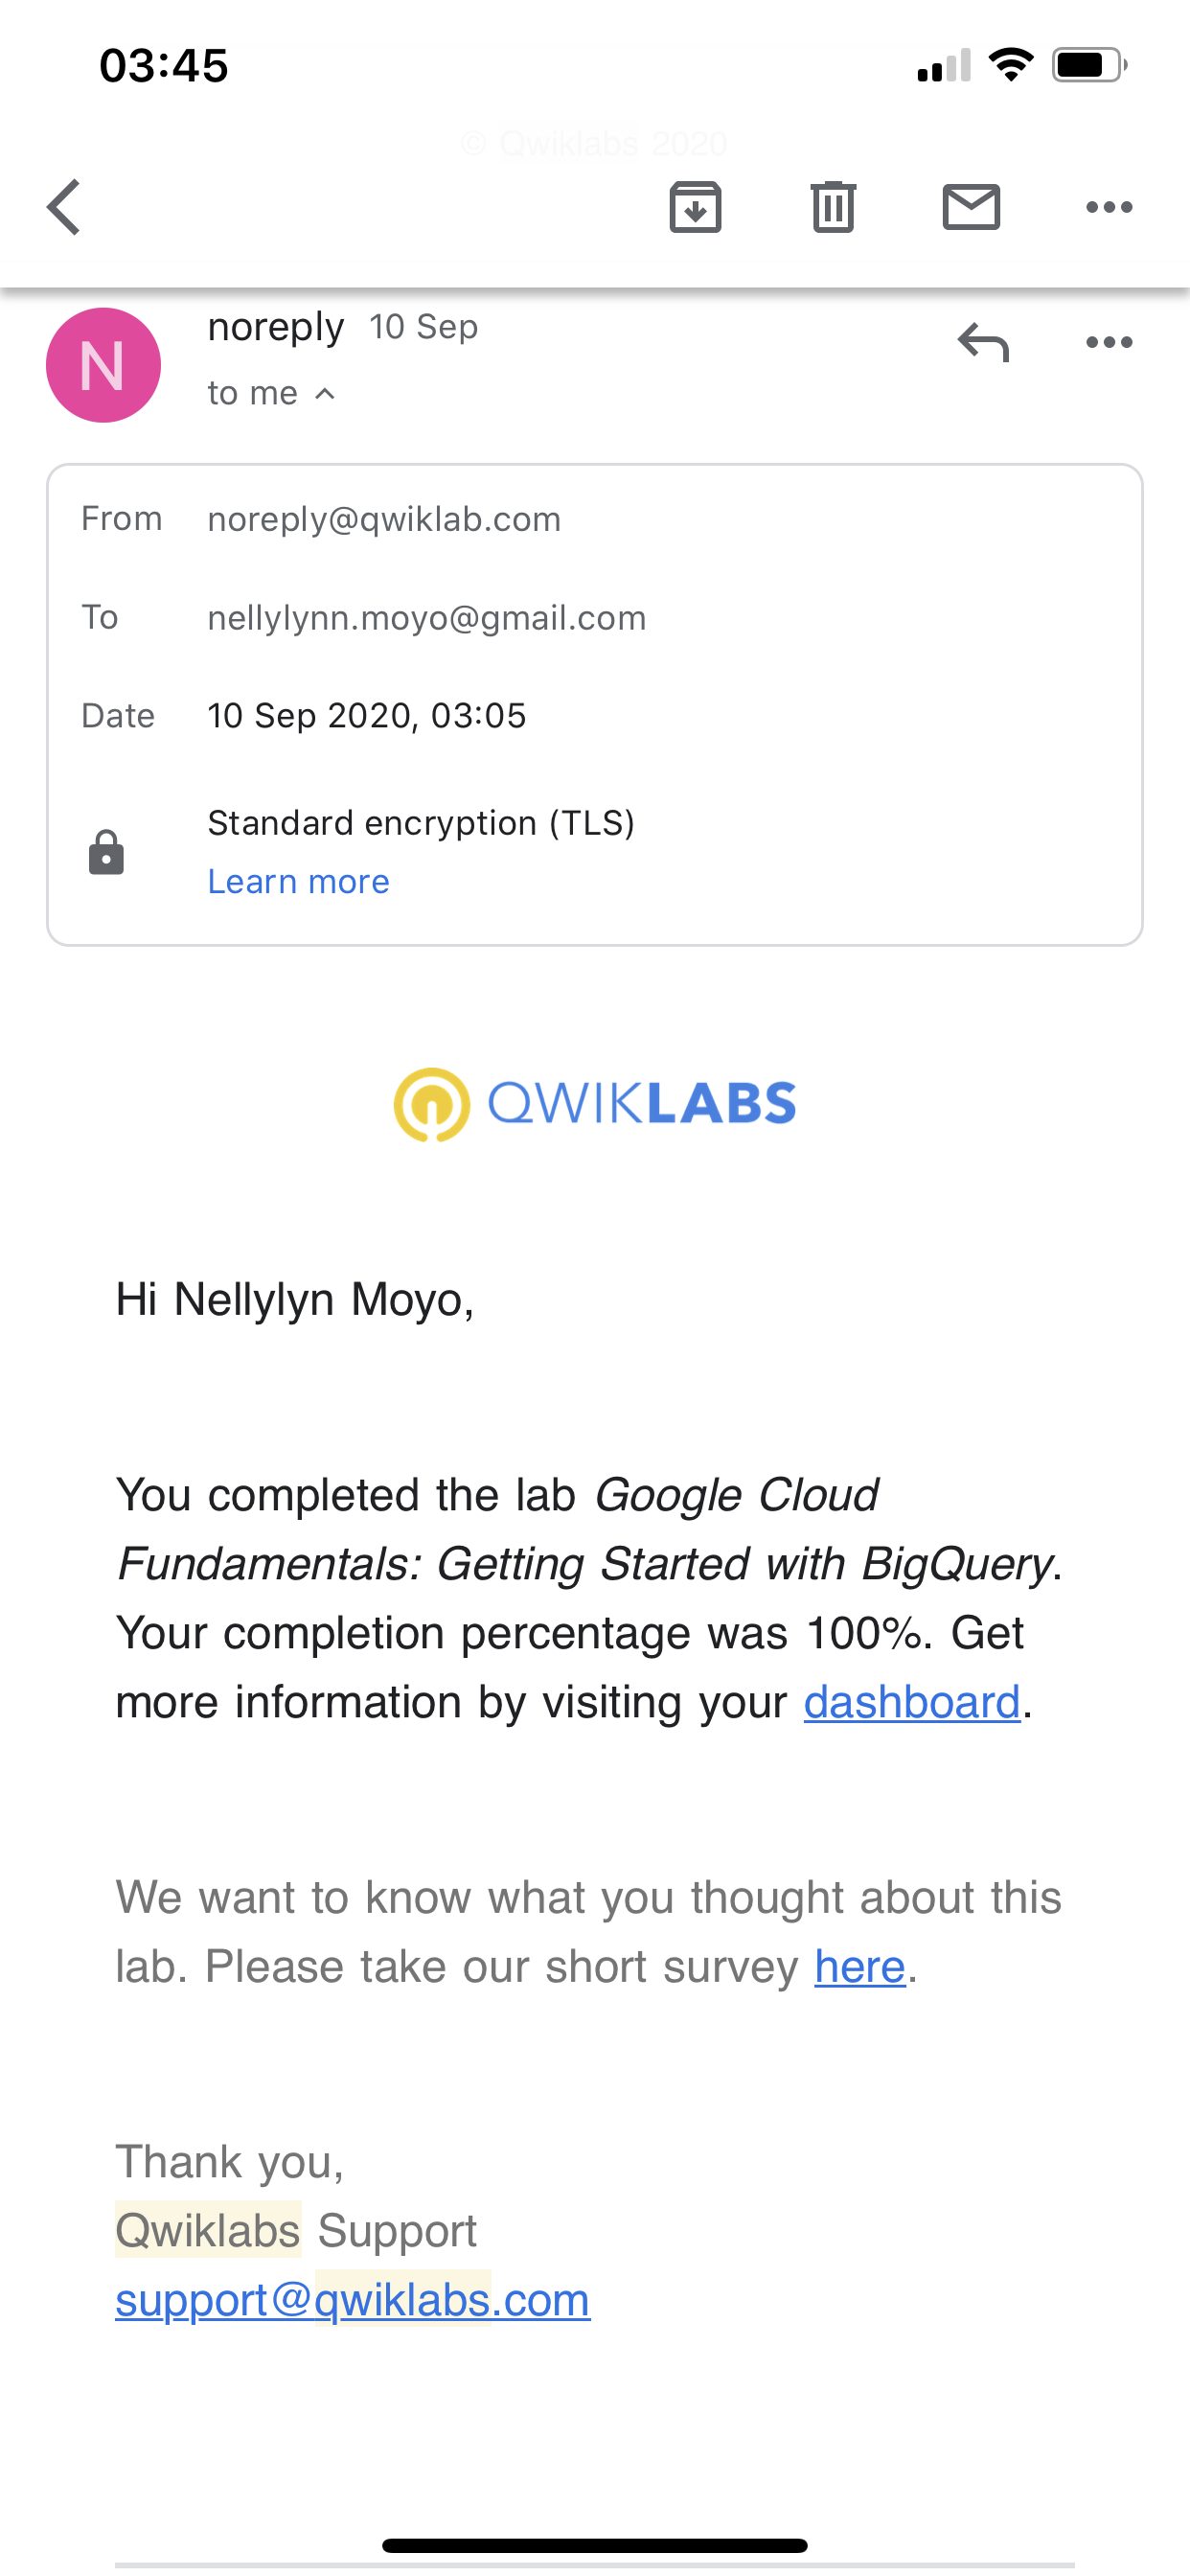 03:45
© Qwiklabs 2020
N
noreply 10 Sep
to me
From noreply@qwiklab.com
To nellylynn.moyo@gmail.com
Date 10 Sep 2020, 03:05
Standard encryption (TLS)
Learn more
QWIKLABS
Hi Nellylyn Moyo,
You completed the lab Google Cloud
Fundamentals: Getting Started with BigQuery.
Your completion percentage was 100%. Get
more information by visiting your dashboard.
We want to know what you thought about this
lab. Please take our short survey here.
Thank you,
Qwiklabs Support
support@qwiklabs.com